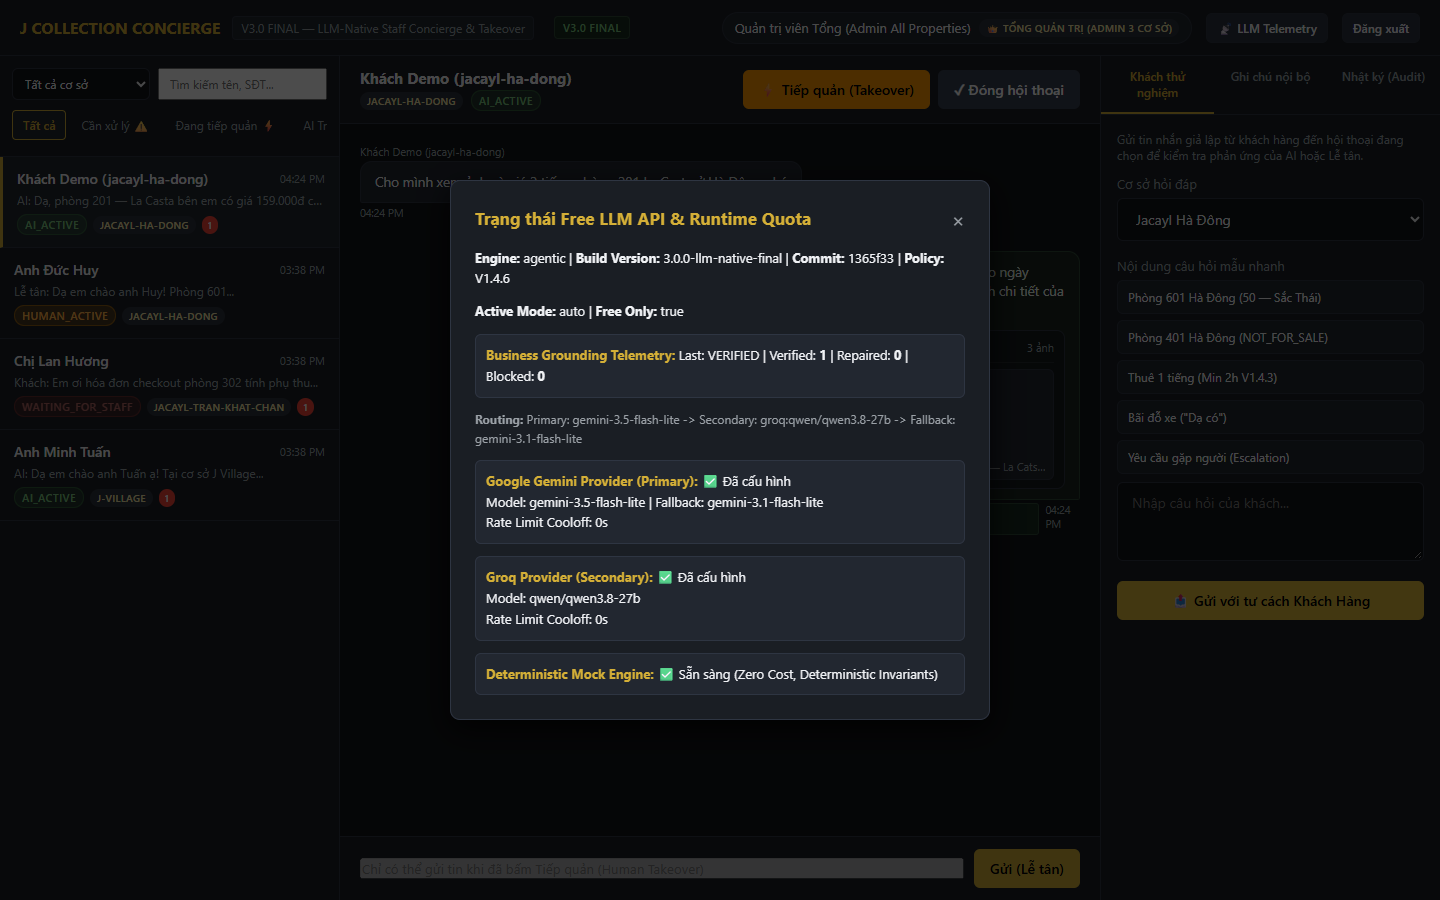 J COLLECTION CONCIERGE
V3.0 FINAL — LLM-Native Staff Concierge & Takeover
V3.0 FINAL
Quản trị viên Tổng (Admin All Properties)
TỔNG QUẢN TRỊ (ADMIN 3 CƠ SỞ)
LLM Telemetry
Đăng xuất
Tất cả cơ sở
Tìm kiếm tên, SĐT...
Tất cả
Cần xử lý
Đang tiếp quản
AI Tr
Khách Demo (jacayl-ha-dong)
04:24 PM
AI: Dạ, phòng 201 — La Casta bên em có giá 159.000đ c...
AI_ACTIVE
JACAYL-HA-DONG
1
Anh Đức Huy
03:38 PM
Lễ tân: Dạ em chào anh Huy! Phòng 601...
HUMAN_ACTIVE
JACAYL-HA-DONG
Chị Lan Hương
03:38 PM
Khách: Em ơi hóa đơn checkout phòng 302 tính phụ thu...
WAITING_FOR_STAFF
JACAYL-TRAN-KHAT-CHAN
1
Anh Minh Tuấn
03:38 PM
AI: Dạ em chào anh Tuấn ạ! Tại cơ sở J Village...
AI_ACTIVE
J-VILLAGE
1
Khách Demo (jacayl-ha-dong)
JACAYL-HA-DONG
AI_ACTIVE
Tiếp quản (Takeover)
✓ Đóng hội thoại
Khách Demo (jacayl-ha-dong)
Cho mình xem
04:24 PM
ngày
chi tiết của
3 ảnh
— La Cats...
04:24
PM
Trạng thái Free LLM API & Runtime Quota
×
Engine: agentic | Build Version: 3.0.0-llm-native-final | Commit: 1365f33 | Policy:
V1.4.6
Active Mode: auto | Free Only: true
Business Grounding Telemetry: Last: VERIFIED | Verified: 1 | Repaired: 0 |
Blocked: 0
Routing: Primary: gemini-3.5-flash-lite -> Secondary: groq:qwen/qwen3.8-27b -> Fallback:
gemini-3.1-flash-lite
Google Gemini Provider (Primary): ✅ Đã cấu hình
Model: gemini-3.5-flash-lite | Fallback: gemini-3.1-flash-lite
Rate Limit Cooloff: 0s
Groq Provider (Secondary): ✅ Đã cấu hình
Model: qwen/qwen3.8-27b
Rate Limit Cooloff: 0s
Deterministic Mock Engine: ✅ Sẵn sàng (Zero Cost, Deterministic Invariants)
Chỉ có thể gửi tin khi đã bấm Tiếp quản (Human Takeover)
Gửi (Lễ tân)
Khách thử
nghiệm
Ghi chú nội bộ
Nhật ký (Audit)
Gửi tin nhắn giả lập từ khách hàng đến hội thoại đang
chọn để kiểm tra phản ứng của AI hoặc Lễ tân.
Cơ sở hỏi đáp
Jacayl Hà Đông
Nội dung câu hỏi mẫu nhanh
Phòng 601 Hà Đông (50 — Sắc Thái)
Phòng 401 Hà Đông (NOT_FOR_SALE)
Thuê 1 tiếng (Min 2h V1.4.3)
Bãi đỗ xe ("Dạ có")
Yêu cầu gặp người (Escalation)
Nhập câu hỏi của khách...
Gửi với tư cách Khách Hàng